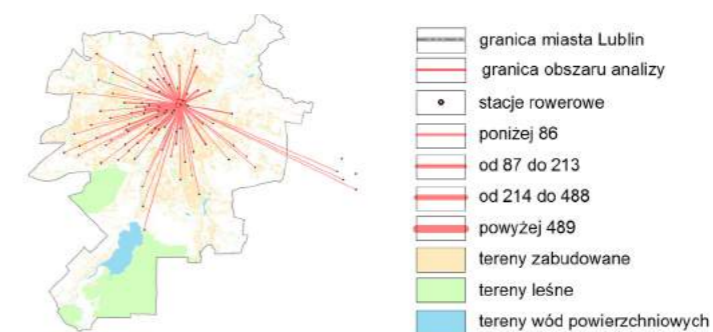 granica miasta Lublin
granica obszaru analizy
stacje rowerowe
poniżej 86
od 87 do 213
od 214 do 488
powyżej 489
tereny zabudowane
tereny leśne
tereny wód powierzchniowych